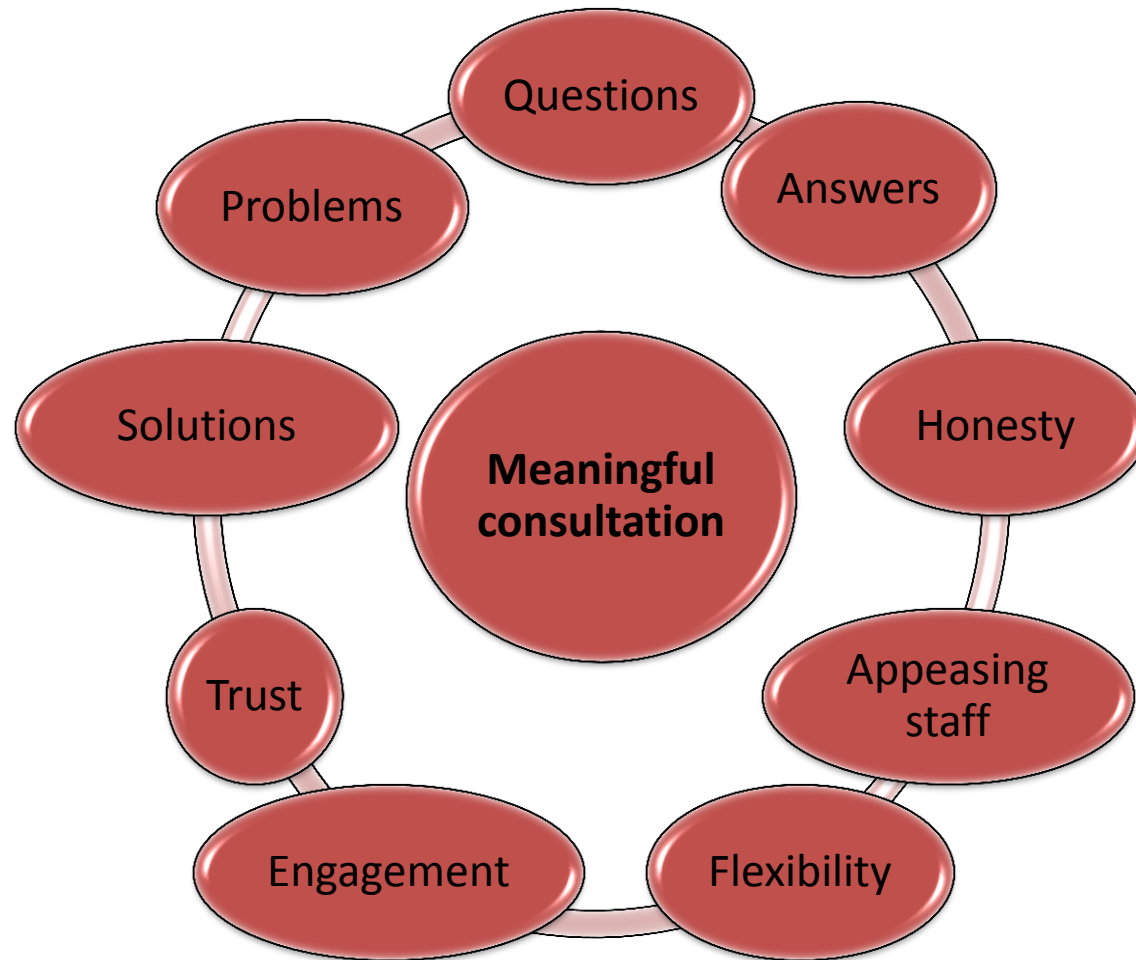 Questions
Answers
Problems
Honesty
Solutions
Meaningful
consultation
Appeasing
staff
Trust
Flexibility
Engagement